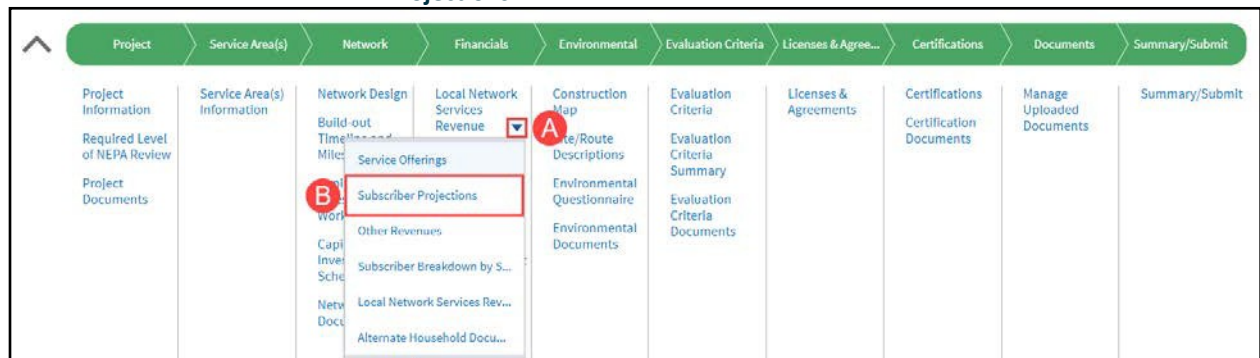 Project
Service Area(s)
Network
Financials
Environmental
Evaluation Criteria
Licenses & Agree...
Certifications
Documents
Summary/Submit
Project
Information
Required Level
of NEPA Review
Project
Documents
Service Area(s)
Information
Network Design
Build-out
Timeline and
Local Network
Services
Revenue
A
B
Service Offerings
Subscriber Projections
Other Revenues
Subscriber Breakdown by S...
Local Network Services Rev...
Alternate Household Docu...
Construction
Map
Descriptions
Environmental
Questionnaire
Environmental
Documents
Evaluation
Criteria
Evaluation
Criteria
Summary
Evaluation
Criteria
Documents
Licenses &
Agreements
Certifications
Certification
Documents
Manage
Uploaded
Documents
Summary/Submit